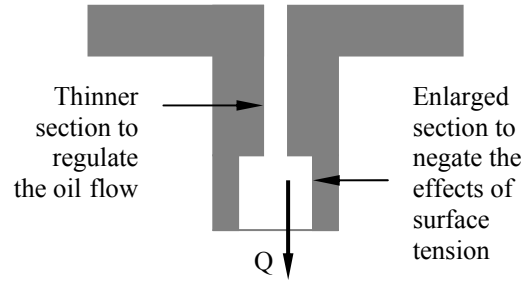 Thinner
section to
regulate
the oil flow
Enlarged
section to
negate the
effects of
surface
tension
Q